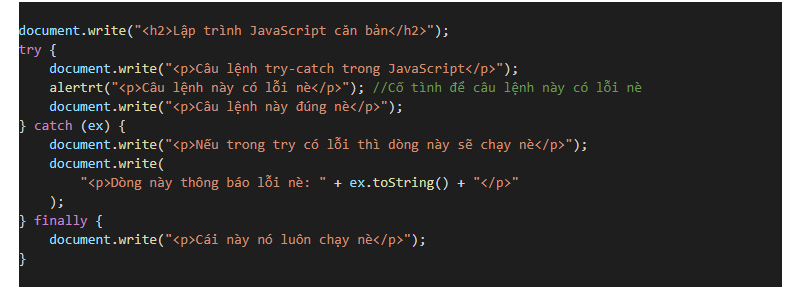 document.write("<h2>Lập trình JavaScript căn bản</h2>");
try {
    document.write("<p>Câu lệnh try-catch trong JavaScript</p>");
    alertrt("<p>Câu lệnh này có lỗi nè</p>"); //Cố tình để câu lệnh này có lỗi nè
    document.write("<p>Câu lệnh này đúng nè</p>");
} catch (ex) {
    document.write("<p>Nếu trong try có lỗi thì dòng này sẽ chạy nè</p>");
    document.write(
        "<p>Dòng này thông báo lỗi nè: " + ex.toString() + "</p>"
    );
} finally {
    document.write("<p>Cái này nó luôn chạy nè</p>");
}